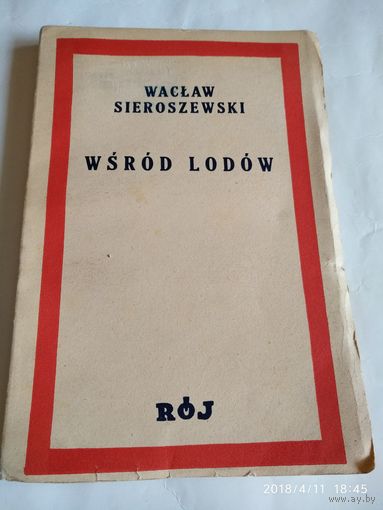 WACŁAW
SIEROSZEWSKI
WŚRÓD LODÓW
RÓJ
2018/4/11 18:45
www.ay.by